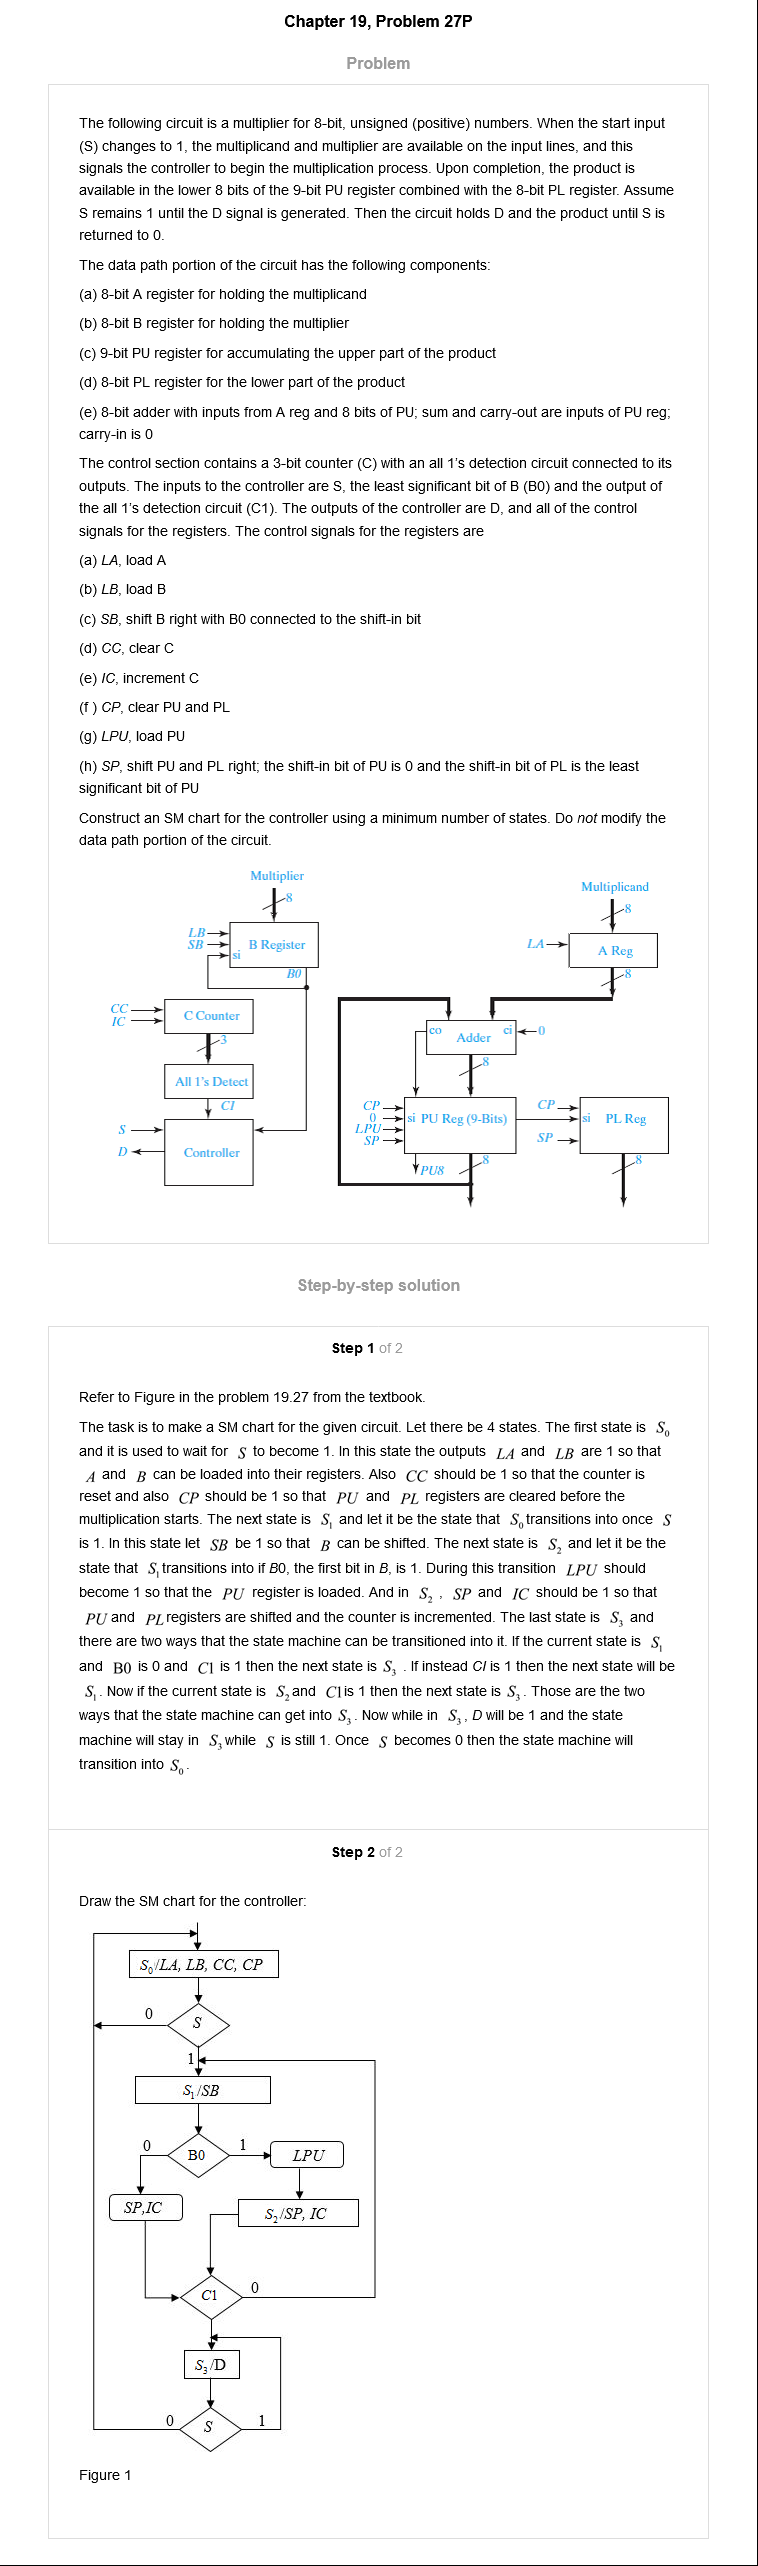 Chapter 19, Problem 27P
Problem
The following circuit is a multiplier for 8-bit, unsigned (positive) numbers. When the start input
(S) changes to 1, the multiplicand and multiplier are available on the input lines, and this
signals the controller to begin the multiplication process. Upon completion, the product is
available in the lower 8 bits of the 9-bit PU register combined with the 8-bit PL register. Assume
S remains 1 until the D signal is generated. Then the circuit holds D and the product until S is
returned to 0.
The data path portion of the circuit has the following components:
(a) 8-bit A register for holding the multiplicand
(b) 8-bit B register for holding the multiplier
(c) 9-bit PU register for accumulating the upper part of the product
(d) 8-bit PL register for the lower part of the product
(e) 8-bit adder with inputs from A reg and 8 bits of PU; sum and carry-out are inputs of PU reg;
carry-in is 0
The control section contains a 3-bit counter (C) with an all 1's detection circuit connected to its
outputs. The inputs to the controller are S, the least significant bit of B (B0) and the output of
the all 1's detection circuit (C1). The outputs of the controller are D, and all of the control
signals for the registers. The control signals for the registers are
(a) LA, load A
(b) LB, load B
(c) SB, shift B right with B0 connected to the shift-in bit
(d) CC, clear C
(e) IC, increment C
(f ) CP, clear PU and PL
(g) LPU, load PU
(h) SP, shift PU and PL right; the shift-in bit of PU is 0 and the shift-in bit of PL is the least
significant bit of PU
Construct an SM chart for the controller using a minimum number of states. Do not modify the
data path portion of the circuit.
Multiplier
8
Multiplicand
8
LB
SB
si
B Register
B0
LA
A Reg
8
CC
IC
C Counter
3
co
Adder
ci
0
8
All 1's Detect
C1
CP
0
LPU
SP
si PU Reg (9-Bits)
CP
SP
si PL Reg
S
D
Controller
PU8
8
8
Step-by-step solution
Step 1 of 2
Refer to Figure in the problem 19.27 from the textbook.
The task is to make a SM chart for the given circuit. Let there be 4 states. The first state is S₀
and it is used to wait for S to become 1. In this state the outputs LA and LB are 1 so that
A and B can be loaded into their registers. Also CC should be 1 so that the counter is
reset and also CP should be 1 so that PU and PL registers are cleared before the
multiplication starts. The next state is S₁ and let it be the state that S₀ transitions into once S
is 1. In this state let SB be 1 so that B can be shifted. The next state is S₂ and let it be the
state that S₁ transitions into if B0, the first bit in B, is 1. During this transition LPU should
become 1 so that the PU register is loaded. And in S₂ , SP and IC should be 1 so that
PU and PL registers are shifted and the counter is incremented. The last state is S₃ and
there are two ways that the state machine can be transitioned into it. If the current state is S₁
and B0 is 0 and C1 is 1 then the next state is S₃ . If instead CI is 1 then the next state will be
S₁. Now if the current state is S₂ and C1 is 1 then the next state is S₃. Those are the two
ways that the state machine can get into S₃. Now while in S₃, D will be 1 and the state
machine will stay in S₃ while S is still 1. Once S becomes 0 then the state machine will
transition into S₀.
Step 2 of 2
Draw the SM chart for the controller:
S₀/LA, LB, CC, CP
0
S
1
S₁/SB
0
B0
1
LPU
SP,IC
S₂/SP, IC
C1
0
S₃/D
0
S
1
Figure 1